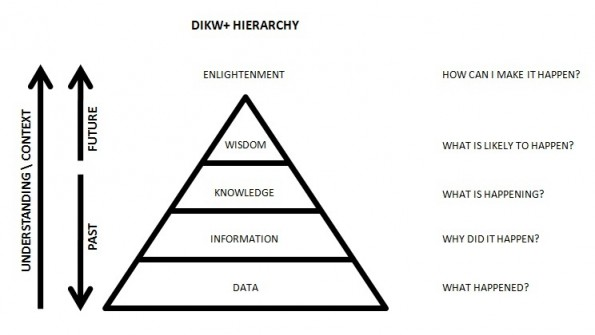 DIKW+ HIERARCHY
ENLIGHTENMENT
HOW CAN I MAKE IT HAPPEN?
UNDERSTANDING \ CONTEXT
FUTURE
WISDOM
WHAT IS LIKELY TO HAPPEN?
KNOWLEDGE
WHAT IS HAPPENING?
PAST
INFORMATION
WHY DID IT HAPPEN?
DATA
WHAT HAPPENED?